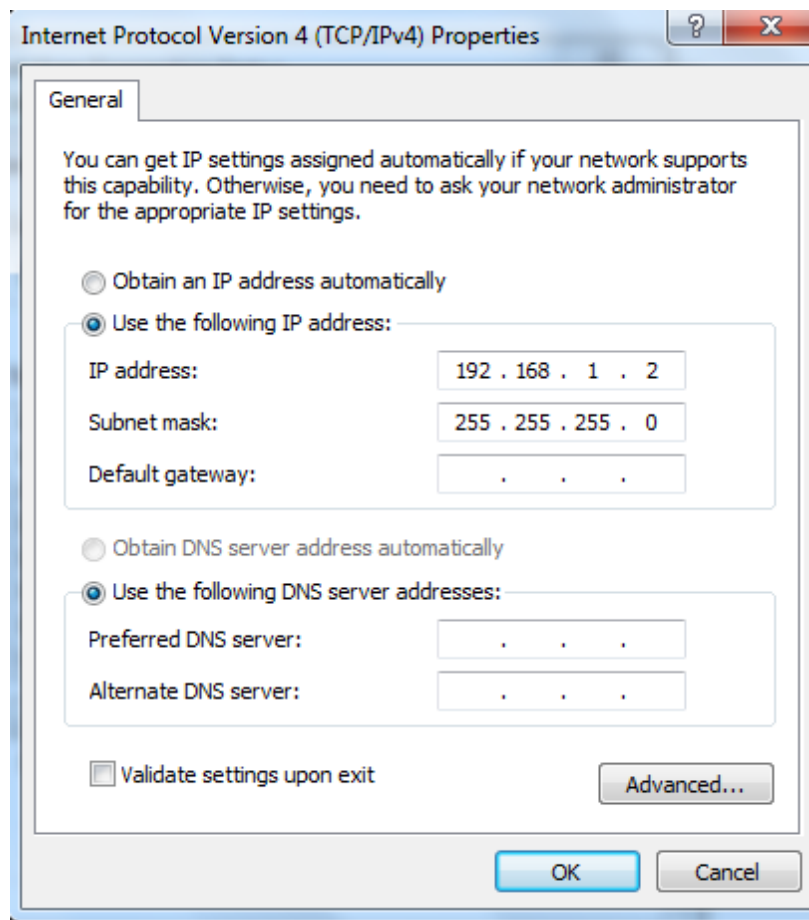 Internet Protocol Version 4 (TCP/IPv4) Properties
?
X
General
You can get IP settings assigned automatically if your network supports
this capability. Otherwise, you need to ask your network administrator
for the appropriate IP settings.
Obtain an IP address automatically
Use the following IP address:
IP address: 192 . 168 . 1 . 2
Subnet mask: 255 . 255 . 255 . 0
Default gateway: . . .
Obtain DNS server address automatically
Use the following DNS server addresses:
Preferred DNS server: . . .
Alternate DNS server: . . .
Validate settings upon exit
Advanced...
OK Cancel